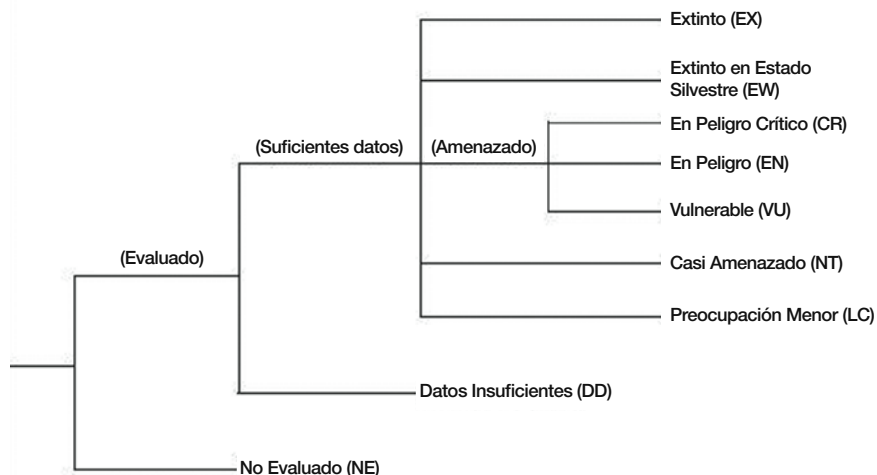 Extinto (EX)
Extinto en Estado
Silvestre (EW)
En Peligro Crítico (CR)
(Suficientes datos)
(Amenazado)
En Peligro (EN)
Vulnerable (VU)
(Evaluado)
Casi Amenazado (NT)
Preocupación Menor (LC)
Datos Insuficientes (DD)
No Evaluado (NE)